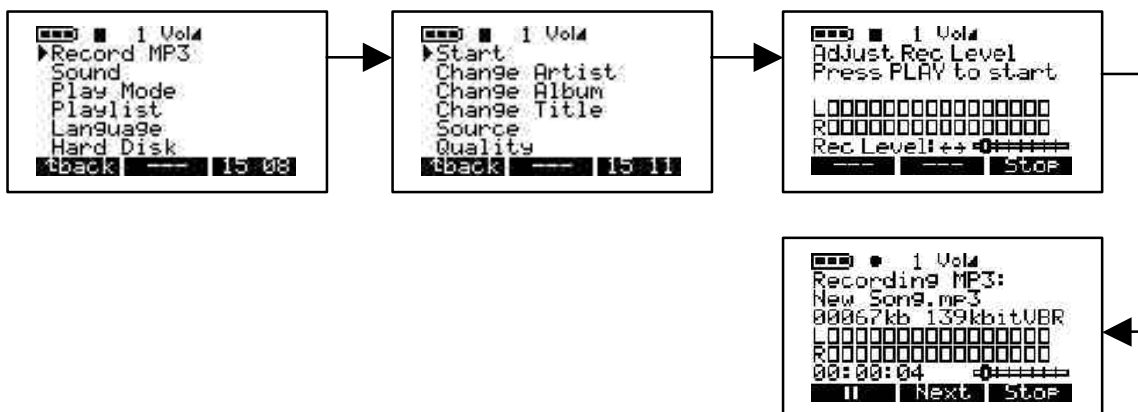 1 Vol
Record MP3
Sound
Play Mode
Playlist
Language
Hard Disk
back --- 15 08
1 Vol
Start
Change Artist
Change Album
Change Title
Source
Quality
back --- 15 11
1 Vol
Adjust Rec Level
Press PLAY to start
L
R
Rec Level:
--- --- Stop
1 Vol
Recording MP3:
New Song.mp3
00067kb 139kbitVBR
L
R
00:00:04
Next Stop